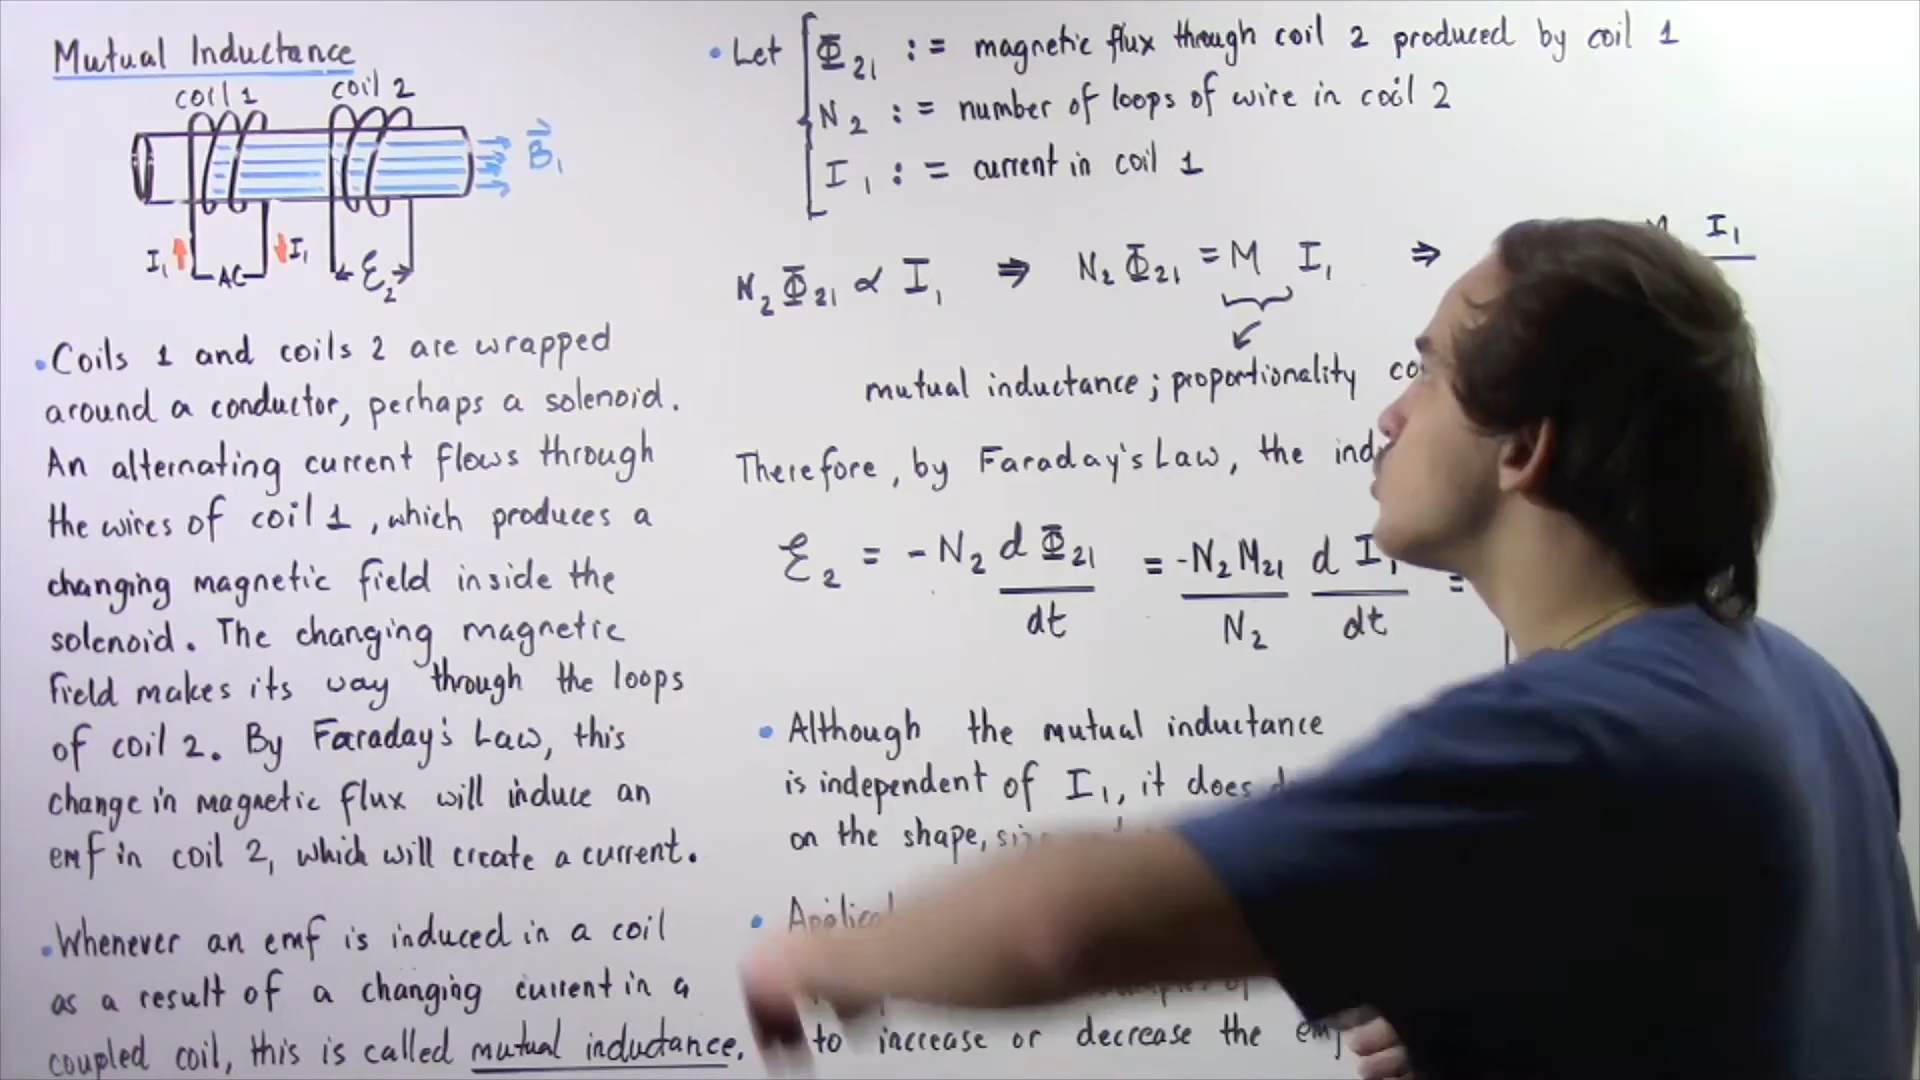 Mutual Inductance
coil 1
coil 2
B⃗₁
I₁
I₁
AC
ℰ₂
• Coils 1 and coils 2 are wrapped
around a conductor, perhaps a solenoid.
An alternating current flows through
the wires of coil 1, which produces a
changing magnetic field inside the
solenoid. The changing magnetic
field makes its way through the loops
of coil 2. By Faraday's Law, this
change in magnetic flux will induce an
emf in coil 2, which will create a current.
• Whenever an emf is induced in a coil
as a result of a changing current in a
coupled coil, this is called mutual inductance.
• Let Φ₂₁ := magnetic flux through coil 2 produced by coil 1
N₂ := number of loops of wire in coil 2
I₁ := current in coil 1
N₂Φ₂₁ ∝ I₁ ⇒ N₂Φ₂₁ = M I₁ ⇒ I₁
mutual inductance; proportionality
Therefore, by Faraday's Law, the
ℰ₂ = -N₂ dΦ₂₁/dt = -N₂M₂₁/N₂ dI₁/dt =
• Although the mutual inductance
is independent of I₁, it does
on the shape,
•
to increase or decrease the emf